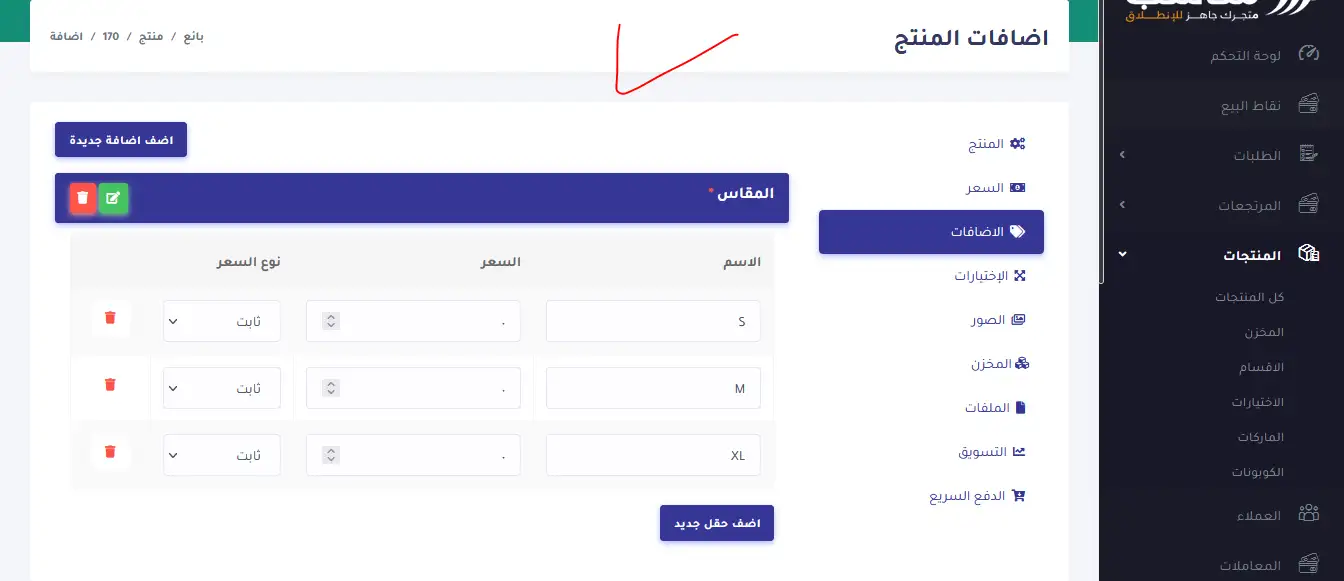 متجرك جاهـز للإنطـلاق
لوحة التحكم
نقاط البيع
الطلبات
المرتجعات
المنتجات
كل المنتجات
المخزن
الاقسام
الاختيارات
الماركات
الكوبونات
العملاء
المعاملات
اضافات المنتج
بائع / منتج / 170 / اضافة
المنتج
السعر
الاضافات
الإختيارات
الصور
المخزن
الملفات
التسويق
الدفع السريع
اضف اضافة جديدة
المقاس *
الاسم السعر نوع السعر
S ٠ ثابت
M ٠ ثابت
XL ٠ ثابت
اضف حقل جديد